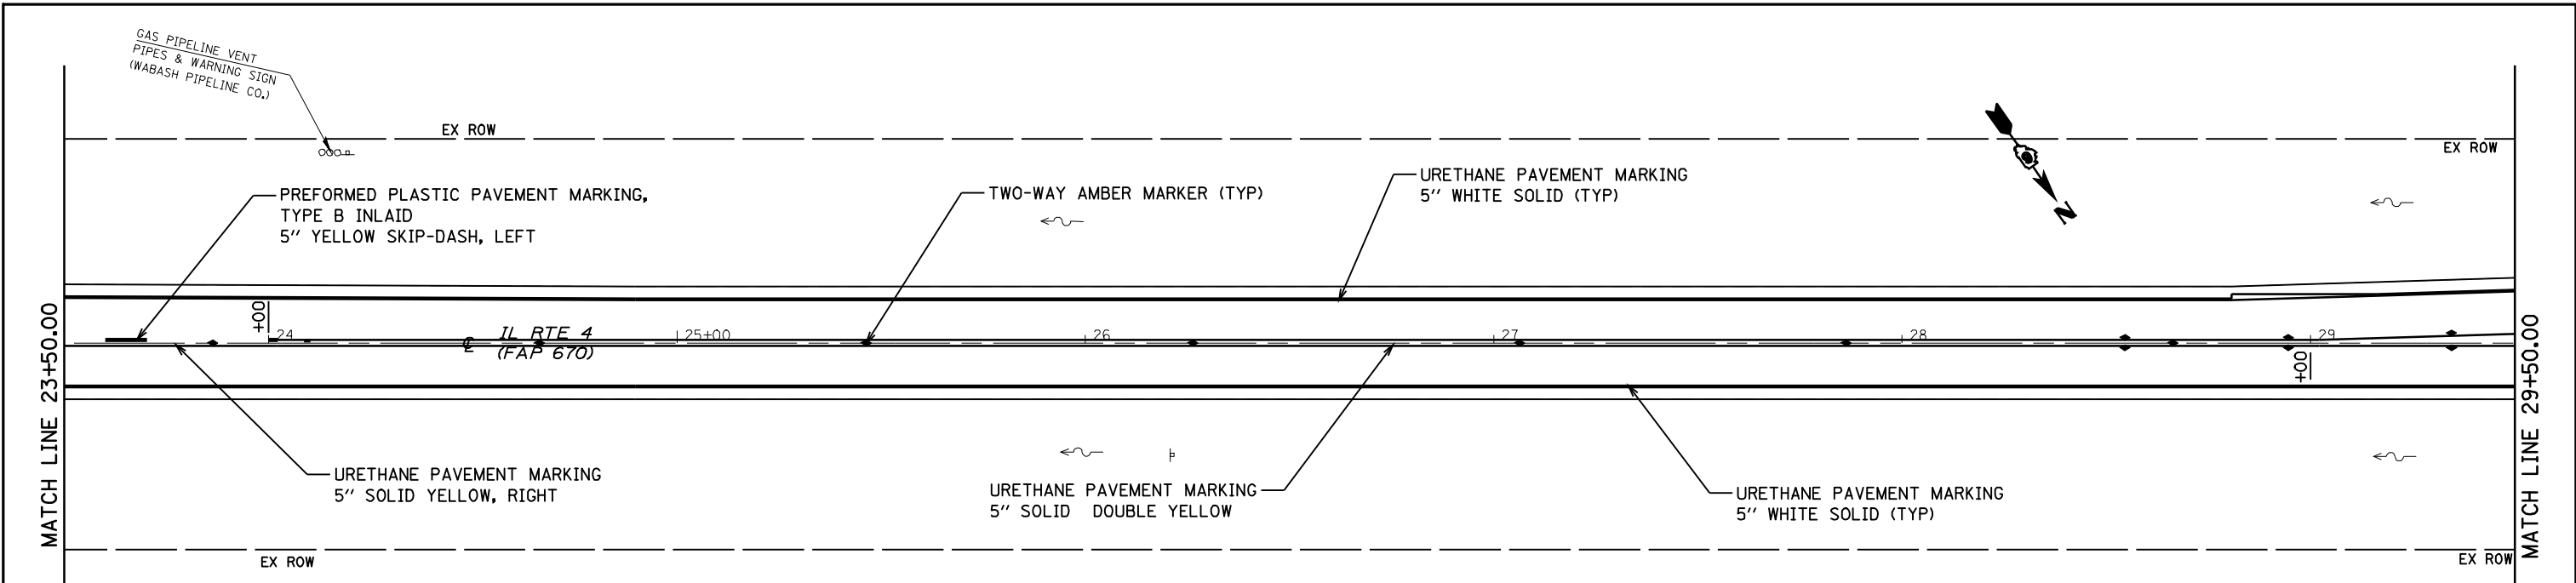 GAS PIPELINE VENT
PIPES & WARNING SIGN
(WABASH PIPELINE CO.)
EX ROW
EX ROW
PREFORMED PLASTIC PAVEMENT MARKING,
TYPE B INLAID
5" YELLOW SKIP-DASH, LEFT
TWO-WAY AMBER MARKER (TYP)
URETHANE PAVEMENT MARKING
5" WHITE SOLID (TYP)
N
MATCH LINE 23+50.00
+00
24
℄
IL RTE 4
(FAP 670)
25+00
26
27
28
29
+00
MATCH LINE 29+50.00
URETHANE PAVEMENT MARKING
5" SOLID YELLOW, RIGHT
URETHANE PAVEMENT MARKING
5" SOLID DOUBLE YELLOW
URETHANE PAVEMENT MARKING
5" WHITE SOLID (TYP)
EX ROW
EX ROW